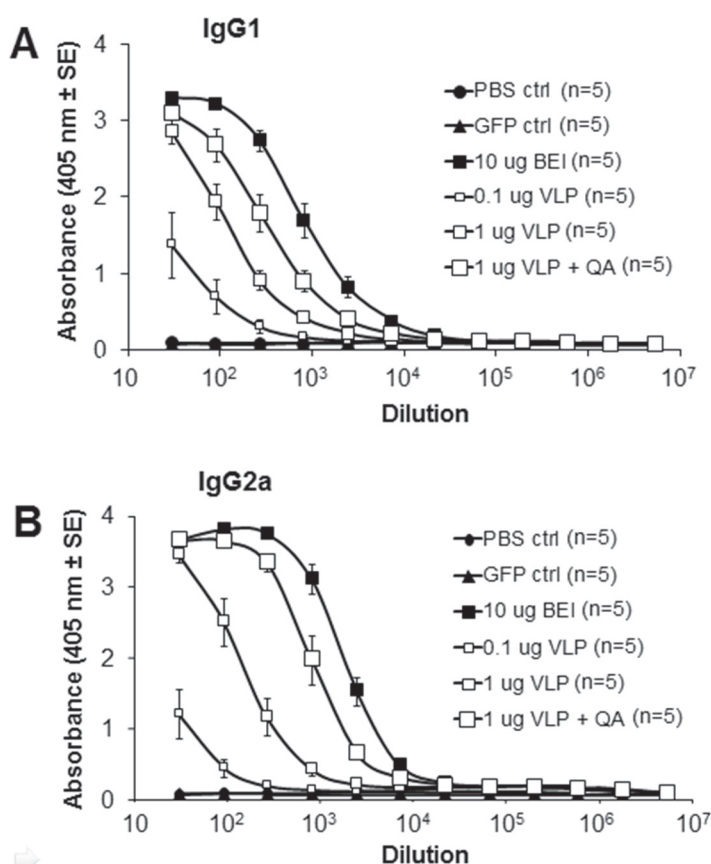 A
IgG1
4
3
2
1
0
Absorbance (405 nm ± SE)
PBS ctrl (n=5)
GFP ctrl (n=5)
10 ug BEI (n=5)
0.1 ug VLP (n=5)
1 ug VLP (n=5)
1 ug VLP + QA (n=5)
10 10² 10³ 10⁴ 10⁵ 10⁶ 10⁷
Dilution
B
IgG2a
4
3
2
1
0
Absorbance (405 nm ± SE)
PBS ctrl (n=5)
GFP ctrl (n=5)
10 ug BEI (n=5)
0.1 ug VLP (n=5)
1 ug VLP (n=5)
1 ug VLP + QA (n=5)
10 10² 10³ 10⁴ 10⁵ 10⁶ 10⁷
Dilution